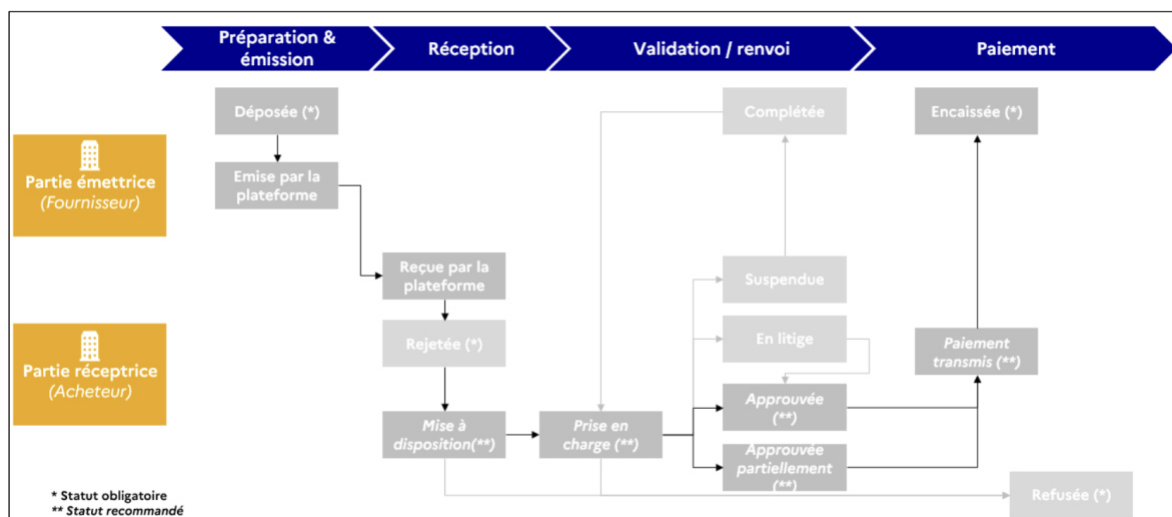 Préparation &
émission
Réception
Validation / renvoi
Paiement
Déposée (*)
Complétée
Encaissée (*)
Partie émettrice
(Fournisseur)
Emise par la
plateforme
Reçue par la
plateforme
Suspendue
Rejetée (*)
En litige
Paiement
transmis (**)
Partie réceptrice
(Acheteur)
Mise à
disposition(**)
Prise en
charge (**)
Approuvée
(**)
Approuvée
partiellement
(**)
Refusée (*)
* Statut obligatoire
** Statut recommandé